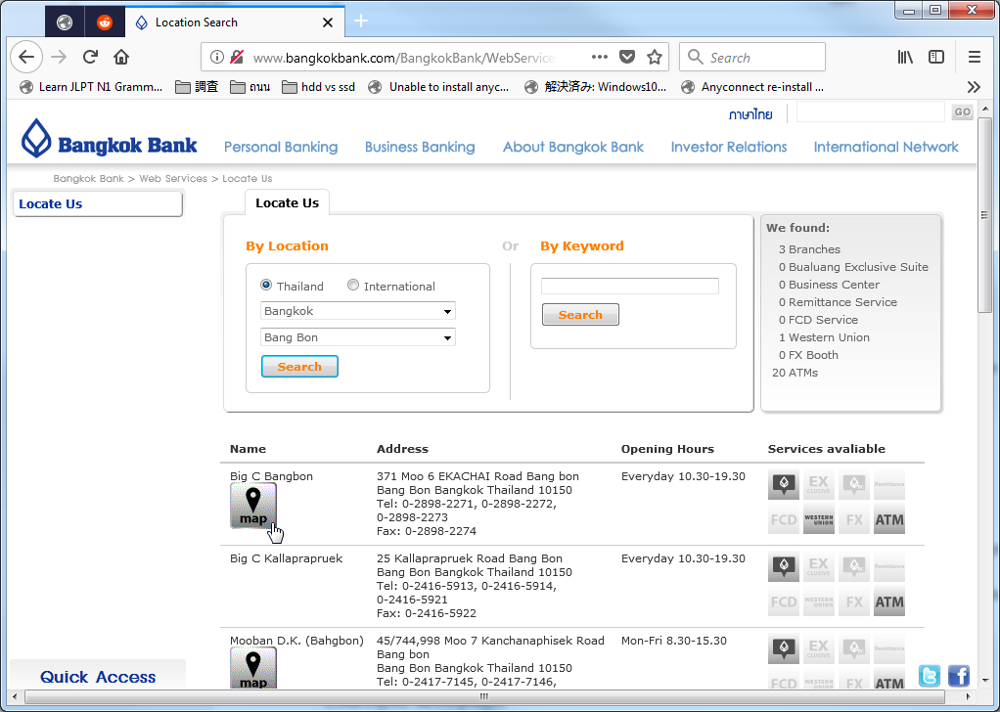 Location Search
www.bangkokbank.com/BangkokBank/WebService
Search
Learn JLPT N1 Gramm...
調査
ถนน
hdd vs ssd
Unable to install anyc...
解決済み: Windows10...
Anyconnect re-install ...
ภาษาไทย
GO
Bangkok Bank
Personal Banking
Business Banking
About Bangkok Bank
Investor Relations
International Network
Bangkok Bank > Web Services > Locate Us
Locate Us
Locate Us
By Location
Or
By Keyword
Thailand
International
Bangkok
Bang Bon
Search
Search
We found:
3 Branches
0 Bualuang Exclusive Suite
0 Business Center
0 Remittance Service
0 FCD Service
1 Western Union
0 FX Booth
20 ATMs
Name
Address
Opening Hours
Services avaliable
Big C Bangbon
map
371 Moo 6 EKACHAI Road Bang bon
Bang Bon Bangkok Thailand 10150
Tel: 0-2898-2271, 0-2898-2272,
0-2898-2273
Fax: 0-2898-2274
Everyday 10.30-19.30
EX
CLUSIVE
Remittance
FCD
WESTERN
UNION
FX
ATM
Big C Kallaprapruek
25 Kallaprapruek Road Bang Bon
Bang Bon Bangkok Thailand 10150
Tel: 0-2416-5913, 0-2416-5914,
0-2416-5921
Fax: 0-2416-5922
Everyday 10.30-19.30
EX
CLUSIVE
Remittance
FCD
WESTERN
UNION
FX
ATM
Mooban D.K. (Bahgbon)
map
45/744,998 Moo 7 Kanchanaphisek Road
Bang bon
Bang Bon Bangkok Thailand 10150
Tel: 0-2417-7145, 0-2417-7146,
Mon-Fri 8.30-15.30
EX
CLUSIVE
Remittance
FCD
WESTERN
UNION
FX
ATM
Quick Access